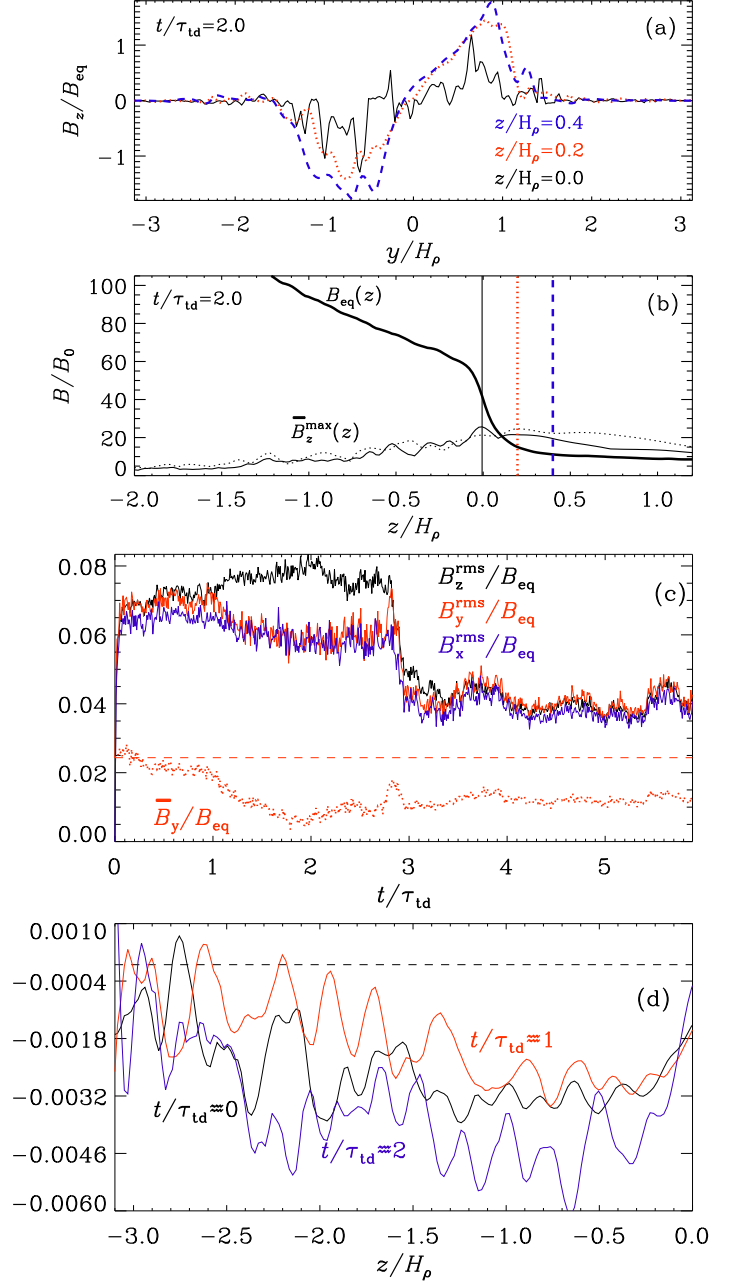 t/τtd=2.0
(a)
1
0
−1
Bz/Beq
z/Hρ=0.4
z/Hρ=0.2
z/Hρ=0.0
−3 −2 −1 0 1 2 3
y/Hρ
100
80
60
40
20
0
B/B0
t/τtd=2.0
Beq(z)
(b)
B̅zmax(z)
−2.0 −1.5 −1.0 −0.5 0.0 0.5 1.0
z/Hρ
0.08
0.06
0.04
0.02
0.00
Bzrms/Beq
(c)
Byrms/Beq
Bxrms/Beq
B̅y/Beq
0 1 2 3 4 5
t/τtd
0.0010
−0.0004
−0.0018
−0.0032
−0.0046
−0.0060
(d)
t/τtd≈1
t/τtd≈0
t/τtd≈2
−3.0 −2.5 −2.0 −1.5 −1.0 −0.5 0.0
z/Hρ